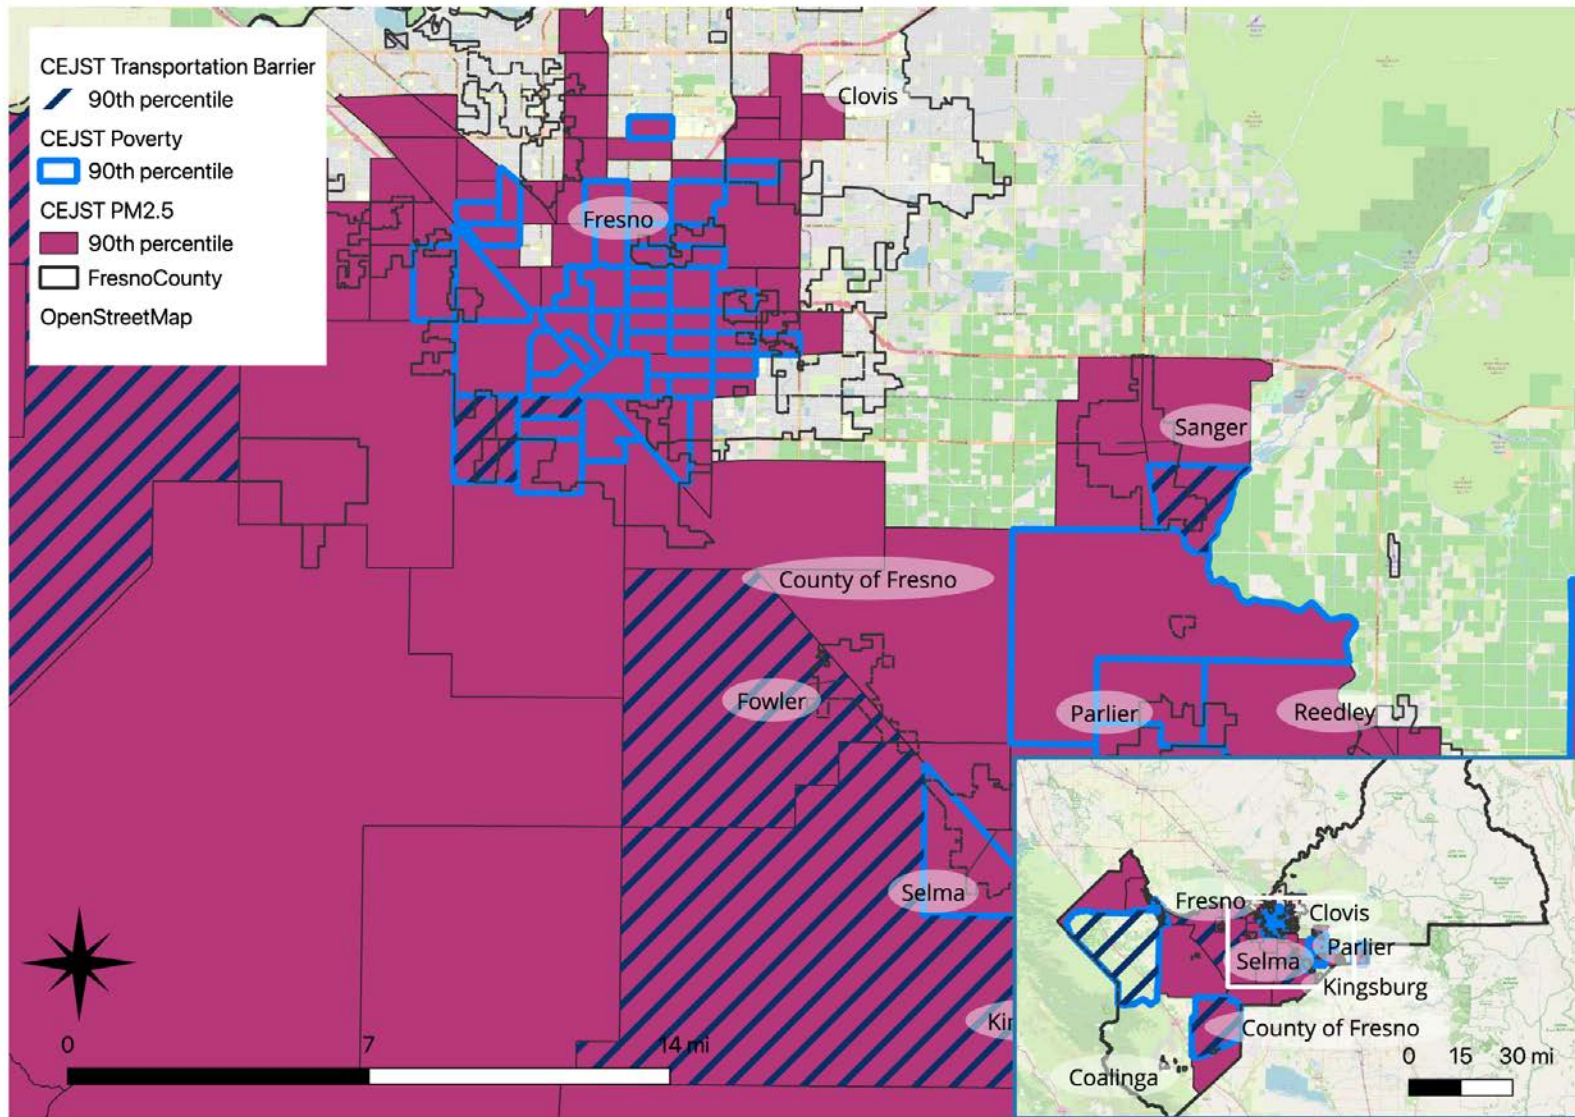 CEJST Transportation Barrier
90th percentile
CEJST Poverty
90th percentile
CEJST PM2.5
90th percentile
FresnoCounty
OpenStreetMap
Clovis
Fresno
Sanger
County of Fresno
Fowler
Parlier
Reedley
Selma
Kin
0 7 14 mi
Fresno
Clovis
Parlier
Selma
Kingsburg
County of Fresno
Coalinga
0 15 30 mi